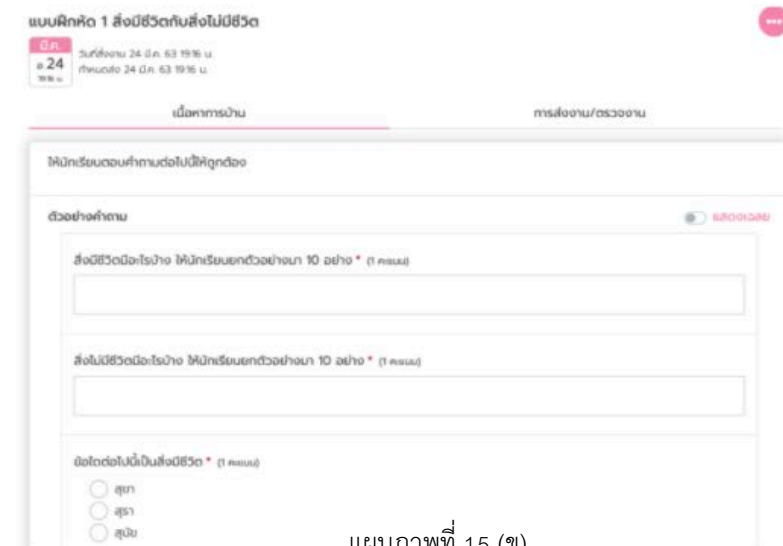 แบบฝึกหัด 1 สิ่งมีชีวิตกับสิ่งไม่มีชีวิต
มี.ค.
อ 24
19:16 น.
วันที่สั่งงาน 24 มี.ค. 63 19:16 น.
กำหนดส่ง 24 มี.ค. 63 19:16 น.
เนื้อหาการบ้าน
การส่งงาน/ตรวจงาน
ให้นักเรียนตอบคำถามต่อไปนี้ให้ถูกต้อง
ตัวอย่างคำถาม
แสดงเฉลย
สิ่งมีชีวิตมีอะไรบ้าง ให้นักเรียนยกตัวอย่างมา 10 อย่าง * (1 คะแนน)
สิ่งไม่มีชีวิตมีอะไรบ้าง ให้นักเรียนยกตัวอย่างมา 10 อย่าง * (1 คะแนน)
ข้อใดต่อไปนี้เป็นสิ่งมีชีวิต * (1 คะแนน)
สุขา
สุรา
สุนัข
แผนภาพที่ 15 (ข)